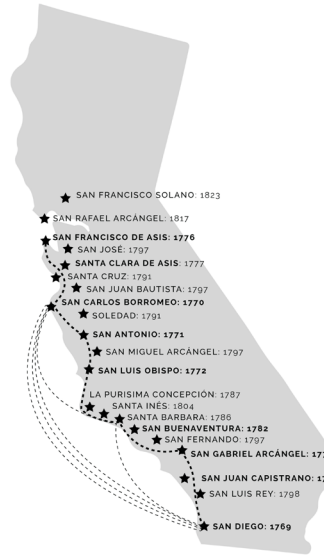 SAN FRANCISCO SOLANO: 1823
SAN RAFAEL ARCÁNGEL: 1817
SAN FRANCISCO DE ASIS: 1776
SAN JOSÉ: 1797
SANTA CLARA DE ASIS: 1777
SANTA CRUZ: 1791
SAN JUAN BAUTISTA: 1797
SAN CARLOS BORROMEO: 1770
SOLEDAD: 1791
SAN ANTONIO: 1771
SAN MIGUEL ARCÁNGEL: 1797
SAN LUIS OBISPO: 1772
LA PURISIMA CONCEPCIÓN: 1787
SANTA INÉS: 1804
SANTA BARBARA: 1786
SAN BUENAVENTURA: 1782
SAN FERNANDO: 1797
SAN GABRIEL ARCÁNGEL:
SAN JUAN CAPISTRANO:
SAN LUIS REY: 1798
SAN DIEGO: 1769